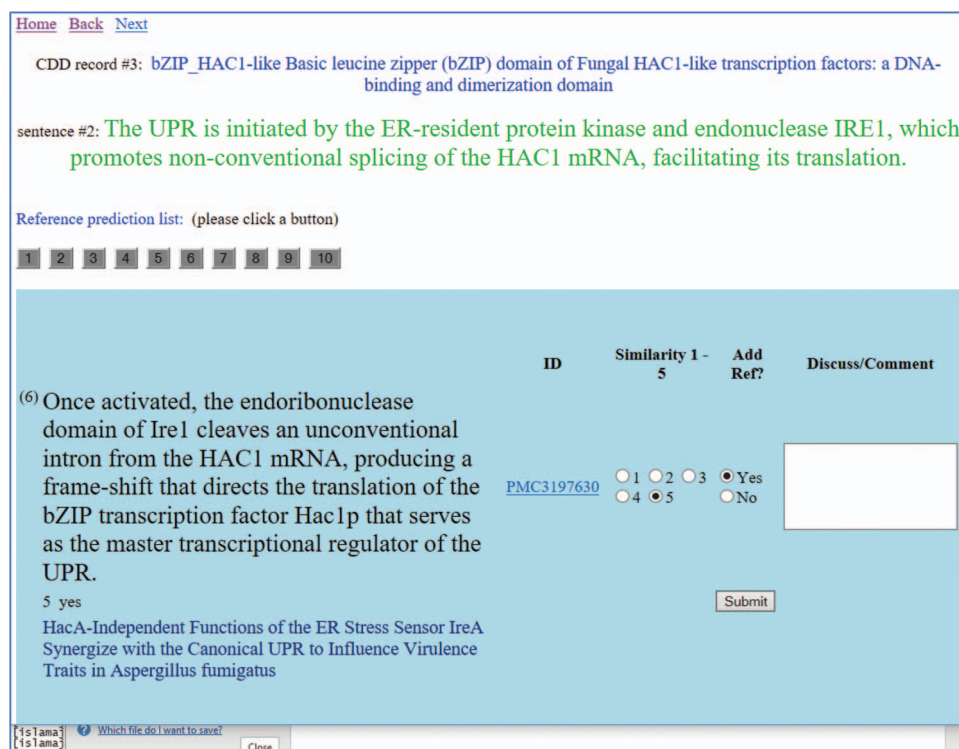 Home Back Next
CDD record #3: bZIP_HAC1-like Basic leucine zipper (bZIP) domain of Fungal HAC1-like transcription factors: a DNA-
binding and dimerization domain
sentence #2: The UPR is initiated by the ER-resident protein kinase and endonuclease IRE1, which
promotes non-conventional splicing of the HAC1 mRNA, facilitating its translation.
Reference prediction list: (please click a button)
1 2 3 4 5 6 7 8 9 10
ID Similarity 1 - Add Discuss/Comment
5 Ref?
(6) Once activated, the endoribonuclease
domain of Ire1 cleaves an unconventional
intron from the HAC1 mRNA, producing a
frame-shift that directs the translation of the
bZIP transcription factor Hac1p that serves
as the master transcriptional regulator of the
UPR.
PMC3197630 1 2 3 Yes
4 5 No
5 yes
Submit
HacA-Independent Functions of the ER Stress Sensor IreA
Synergize with the Canonical UPR to Influence Virulence
Traits in Aspergillus fumigatus
[islama] Which file do I want to save?
[islama] Close